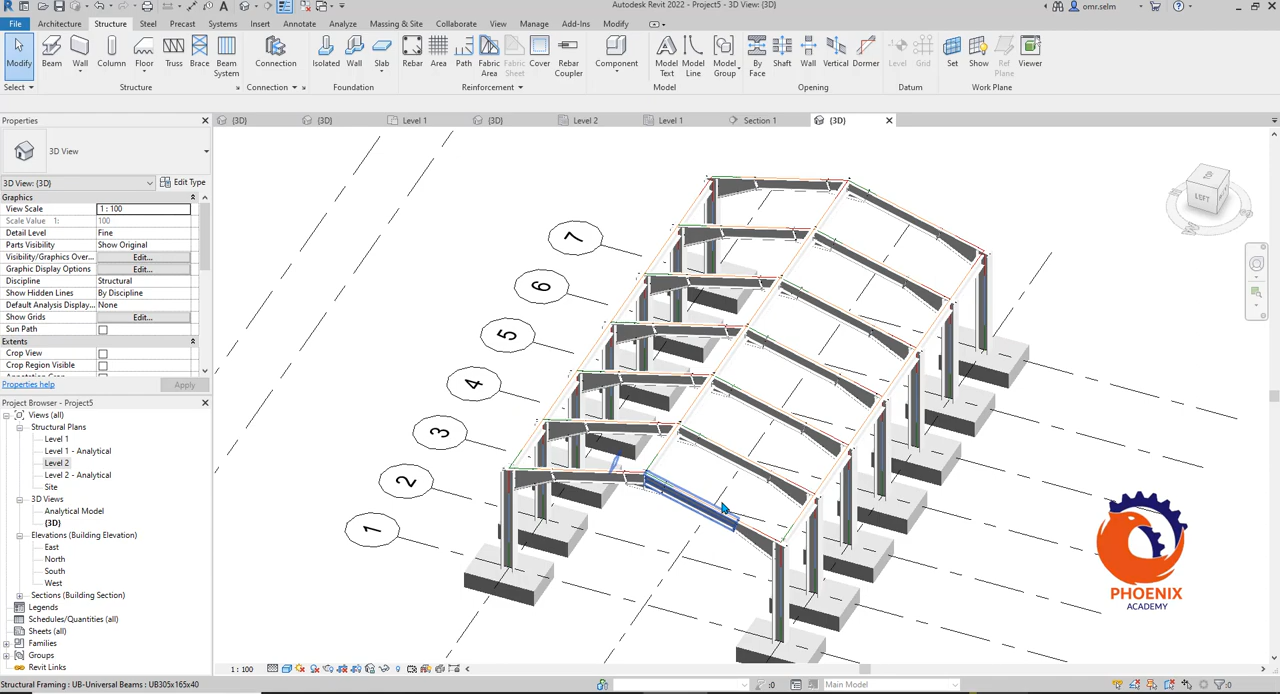 Autodesk Revit 2022 - Project5 - 3D View: {3D}
omr.selm
File Architecture Structure Steel Precast Systems Insert Annotate Analyze Massing & Site Collaborate View Manage Add-Ins Modify
Modify Beam Wall Column Floor Truss Brace Beam System Connection Isolated Wall Slab Rebar Area Path Fabric Area Fabric Sheet Cover Rebar Coupler Component Model Text Model Line Model Group By Face Shaft Wall Vertical Dormer Level Grid Set Show Ref Plane Viewer
Select Structure Connection Foundation Reinforcement Model Opening Datum Work Plane
Properties
{3D} {3D} Level 1 {3D} Level 2 Level 1 Section 1 {3D}
3D View
3D View: {3D} Edit Type
Graphics
View Scale 1 : 100
Scale Value 1: 100
Detail Level Fine
Parts Visibility Show Original
Visibility/Graphics Over... Edit...
Graphic Display Options Edit...
Discipline Structural
Show Hidden Lines By Discipline
Default Analysis Display... None
Show Grids Edit...
Sun Path
Extents
Crop View
Crop Region Visible
Properties help Apply
Project Browser - Project5
Views (all)
Structural Plans
Level 1
Level 1 - Analytical
Level 2
Level 2 - Analytical
Site
3D Views
Analytical Model
{3D}
Elevations (Building Elevation)
East
North
South
West
Sections (Building Section)
Legends
Schedules/Quantities (all)
Sheets (all)
Families
Groups
Revit Links
7
6
5
4
3
2
1
LEFT
PHOENIX
ACADEMY
1 : 100
Structural Framing : UB-Universal Beams : UB305x165x40
:0 Main Model :0